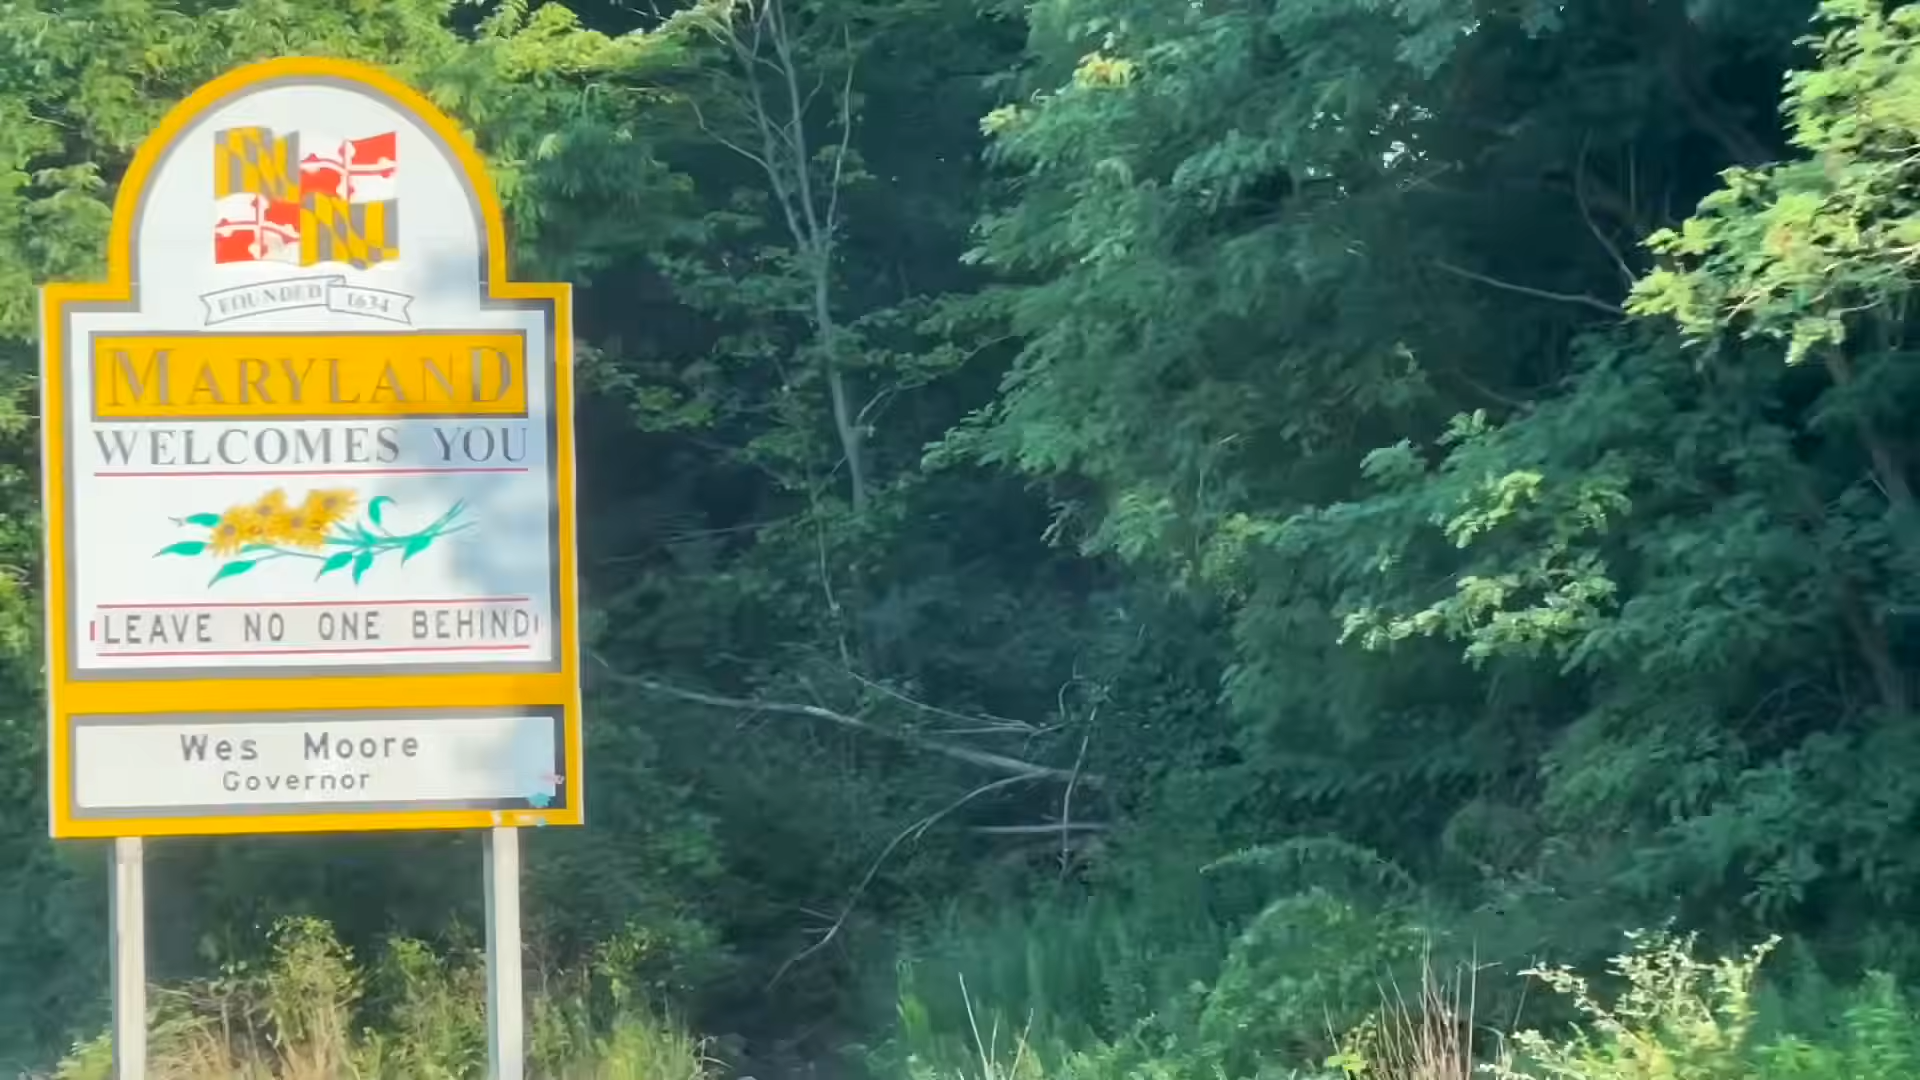 FOUNDED 1634
MARYLAND
WELCOMES YOU
LEAVE NO ONE BEHIND
Wes Moore
Governor